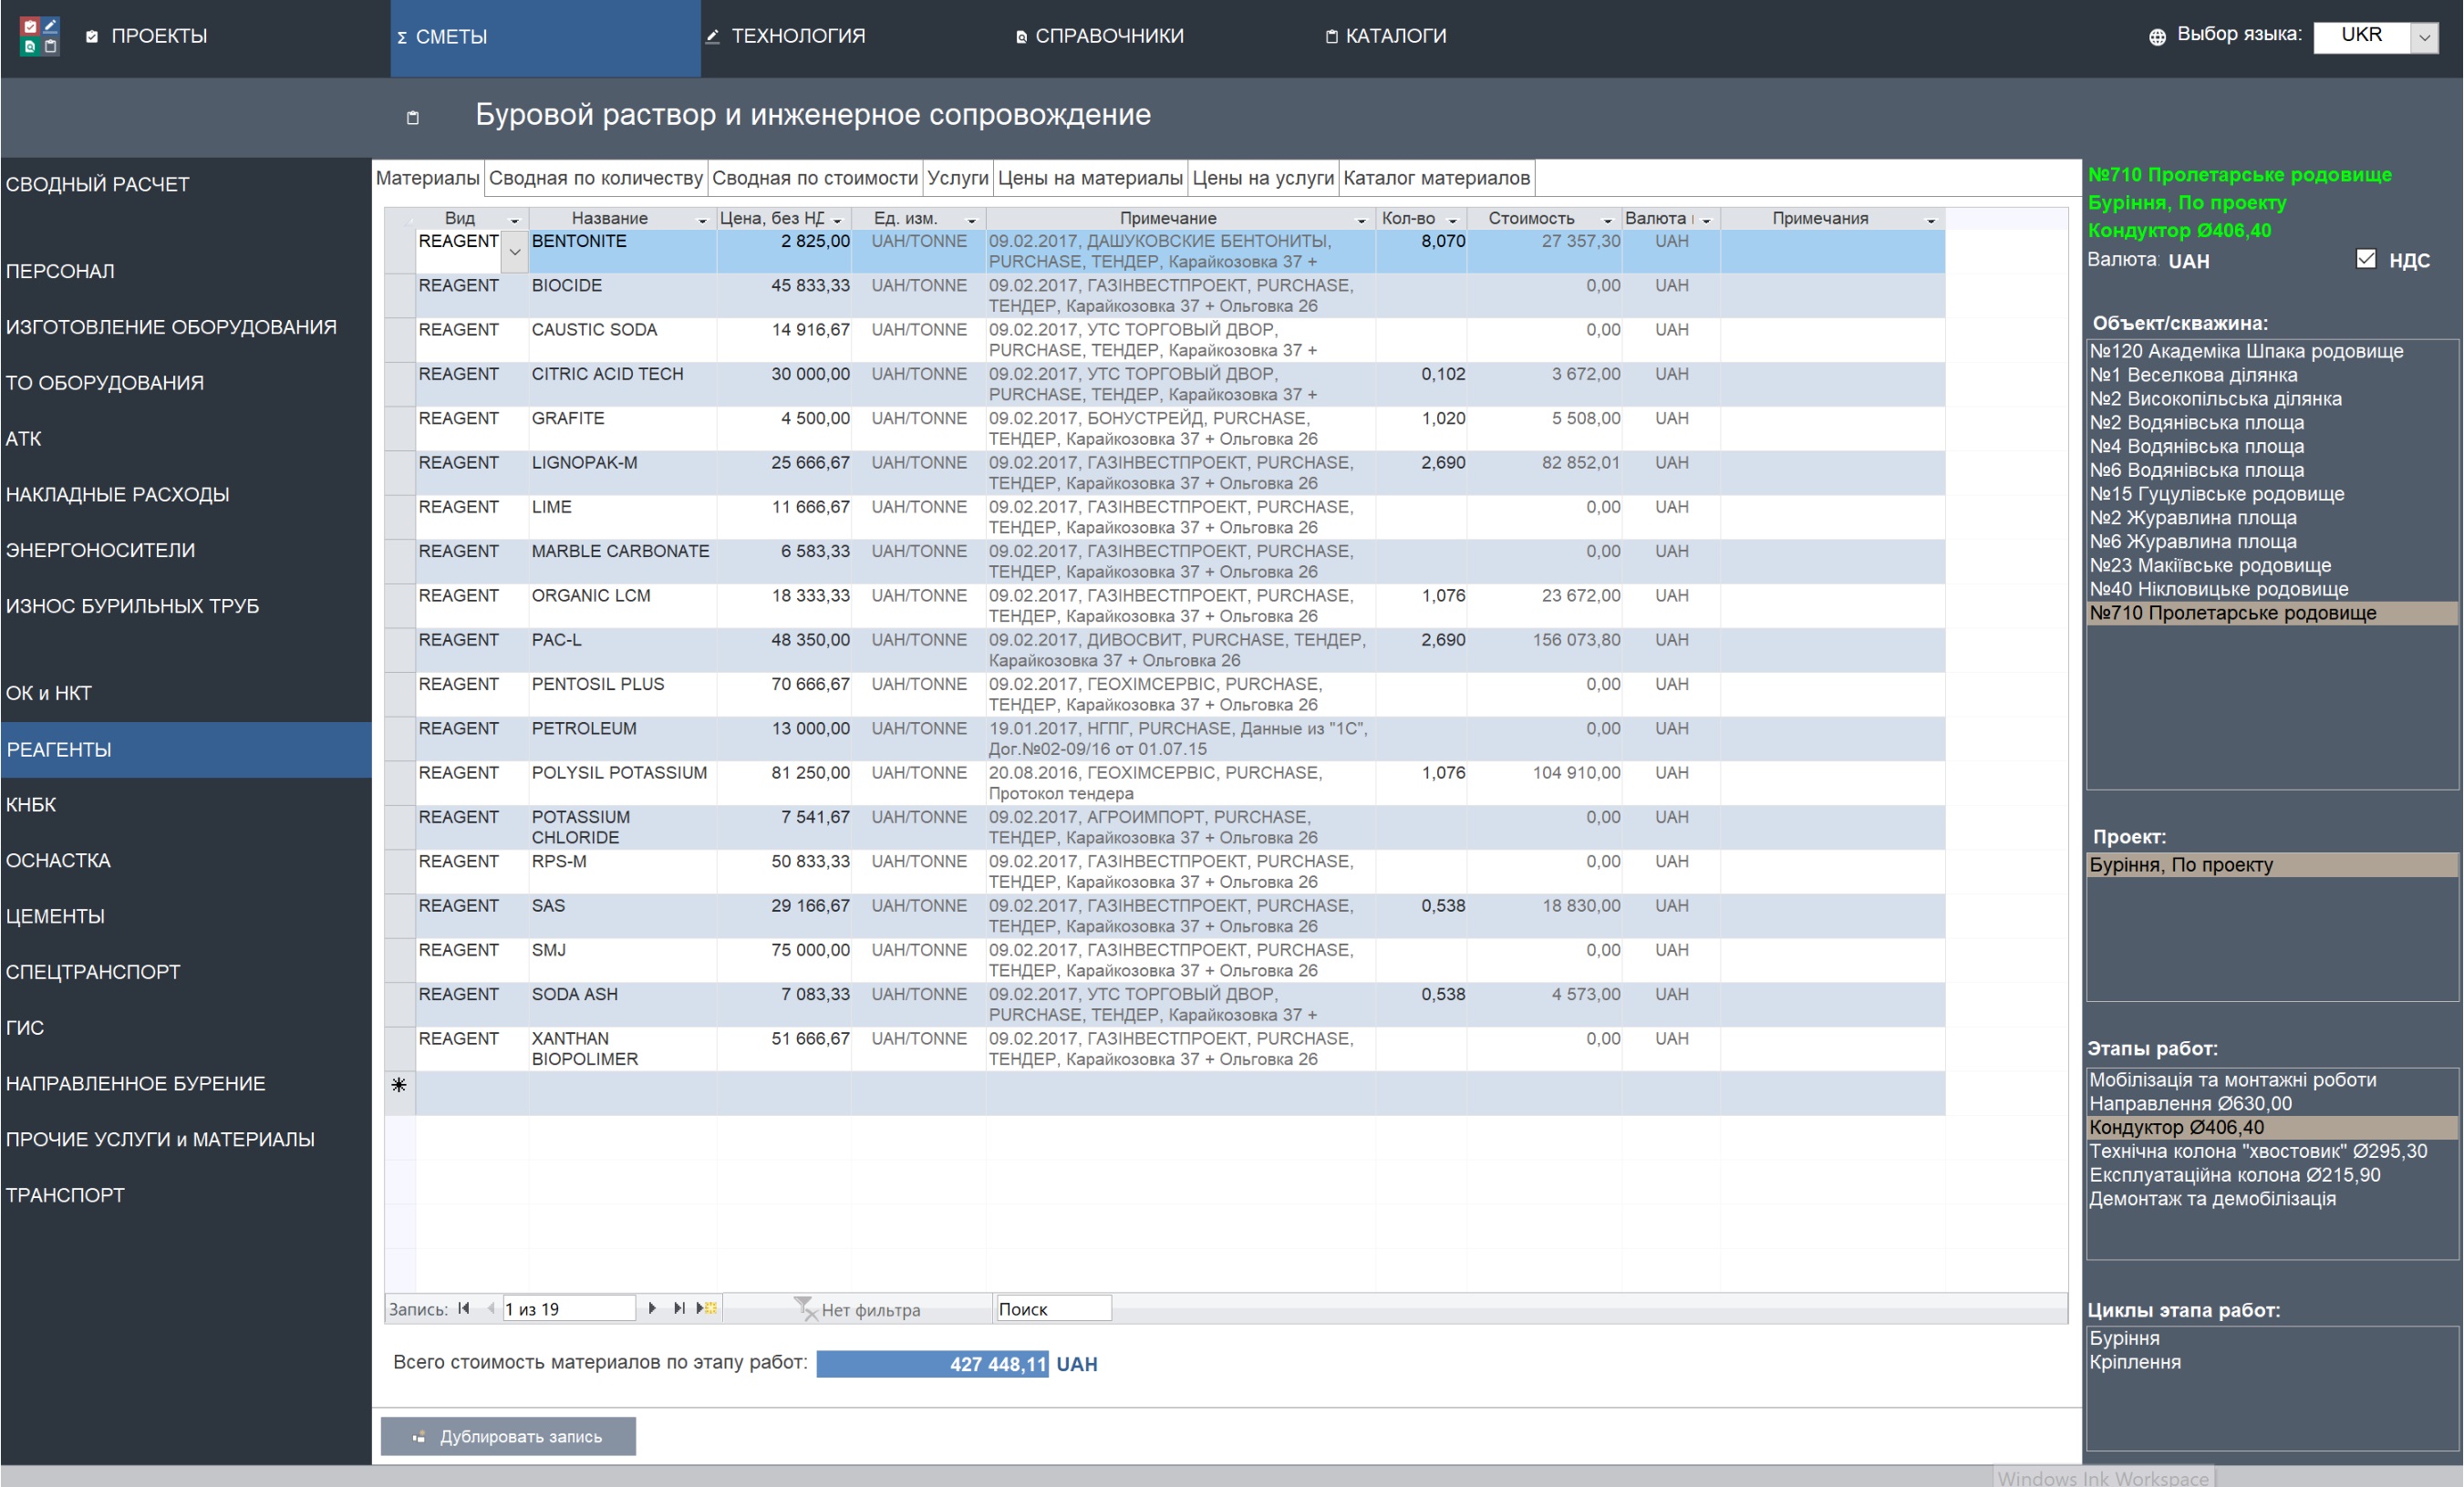 ПРОЕКТЫ
Σ СМЕТЫ
ТЕХНОЛОГИЯ
СПРАВОЧНИКИ
КАТАЛОГИ
Выбор языка: UKR
Буровой раствор и инженерное сопровождение
СВОДНЫЙ РАСЧЕТ
ПЕРСОНАЛ
ИЗГОТОВЛЕНИЕ ОБОРУДОВАНИЯ
ТО ОБОРУДОВАНИЯ
АТК
НАКЛАДНЫЕ РАСХОДЫ
ЭНЕРГОНОСИТЕЛИ
ИЗНОС БУРИЛЬНЫХ ТРУБ
ОК и НКТ
РЕАГЕНТЫ
КНБК
ОСНАСТКА
ЦЕМЕНТЫ
СПЕЦТРАНСПОРТ
ГИС
НАПРАВЛЕННОЕ БУРЕНИЕ
ПРОЧИЕ УСЛУГИ и МАТЕРИАЛЫ
ТРАНСПОРТ
Материалы Сводная по количеству Сводная по стоимости Услуги Цены на материалы Цены на услуги Каталог материалов
Вид Название Цена, без НД Ед. изм. Примечание Кол-во Стоимость Валюта Примечания
REAGENT BENTONITE 2 825,00 UAH/TONNE 09.02.2017, ДАШУКОВСКИЕ БЕНТОНИТЫ, 8,070 27 357,30 UAH
PURCHASE, ТЕНДЕР, Карайкозовка 37 +
REAGENT BIOCIDE 45 833,33 UAH/TONNE 09.02.2017, ГАЗІНВЕСТПРОЕКТ, PURCHASE, 0,00 UAH
ТЕНДЕР, Карайкозовка 37 + Ольговка 26
REAGENT CAUSTIC SODA 14 916,67 UAH/TONNE 09.02.2017, УТС ТОРГОВЫЙ ДВОР, 0,00 UAH
PURCHASE, ТЕНДЕР, Карайкозовка 37 +
REAGENT CITRIC ACID TECH 30 000,00 UAH/TONNE 09.02.2017, УТС ТОРГОВЫЙ ДВОР, 0,102 3 672,00 UAH
PURCHASE, ТЕНДЕР, Карайкозовка 37 +
REAGENT GRAFITE 4 500,00 UAH/TONNE 09.02.2017, БОНУСТРЕЙД, PURCHASE, 1,020 5 508,00 UAH
ТЕНДЕР, Карайкозовка 37 + Ольговка 26
REAGENT LIGNOPAK-M 25 666,67 UAH/TONNE 09.02.2017, ГАЗІНВЕСТПРОЕКТ, PURCHASE, 2,690 82 852,01 UAH
ТЕНДЕР, Карайкозовка 37 + Ольговка 26
REAGENT LIME 11 666,67 UAH/TONNE 09.02.2017, ГАЗІНВЕСТПРОЕКТ, PURCHASE, 0,00 UAH
ТЕНДЕР, Карайкозовка 37 + Ольговка 26
REAGENT MARBLE CARBONATE 6 583,33 UAH/TONNE 09.02.2017, ГАЗІНВЕСТПРОЕКТ, PURCHASE, 0,00 UAH
ТЕНДЕР, Карайкозовка 37 + Ольговка 26
REAGENT ORGANIC LCM 18 333,33 UAH/TONNE 09.02.2017, ГАЗІНВЕСТПРОЕКТ, PURCHASE, 1,076 23 672,00 UAH
ТЕНДЕР, Карайкозовка 37 + Ольговка 26
REAGENT PAC-L 48 350,00 UAH/TONNE 09.02.2017, ДИВОСВИТ, PURCHASE, ТЕНДЕР, 2,690 156 073,80 UAH
Карайкозовка 37 + Ольговка 26
REAGENT PENTOSIL PLUS 70 666,67 UAH/TONNE 09.02.2017, ГЕОХІМСЕРВІС, PURCHASE, 0,00 UAH
ТЕНДЕР, Карайкозовка 37 + Ольговка 26
REAGENT PETROLEUM 13 000,00 UAH/TONNE 19.01.2017, НГПГ, PURCHASE, Данные из "1С", 0,00 UAH
Дог.№02-09/16 от 01.07.15
REAGENT POLYSIL POTASSIUM 81 250,00 UAH/TONNE 20.08.2016, ГЕОХІМСЕРВІС, PURCHASE, 1,076 104 910,00 UAH
Протокол тендера
REAGENT POTASSIUM 7 541,67 UAH/TONNE 09.02.2017, АГРОИМПОРТ, PURCHASE, 0,00 UAH
CHLORIDE ТЕНДЕР, Карайкозовка 37 + Ольговка 26
REAGENT RPS-M 50 833,33 UAH/TONNE 09.02.2017, ГАЗІНВЕСТПРОЕКТ, PURCHASE, 0,00 UAH
ТЕНДЕР, Карайкозовка 37 + Ольговка 26
REAGENT SAS 29 166,67 UAH/TONNE 09.02.2017, ГАЗІНВЕСТПРОЕКТ, PURCHASE, 0,538 18 830,00 UAH
ТЕНДЕР, Карайкозовка 37 + Ольговка 26
REAGENT SMJ 75 000,00 UAH/TONNE 09.02.2017, ГАЗІНВЕСТПРОЕКТ, PURCHASE, 0,00 UAH
ТЕНДЕР, Карайкозовка 37 + Ольговка 26
REAGENT SODA ASH 7 083,33 UAH/TONNE 09.02.2017, УТС ТОРГОВЫЙ ДВОР, 0,538 4 573,00 UAH
PURCHASE, ТЕНДЕР, Карайкозовка 37 +
REAGENT XANTHAN 51 666,67 UAH/TONNE 09.02.2017, ГАЗІНВЕСТПРОЕКТ, PURCHASE, 0,00 UAH
BIOPOLIMER ТЕНДЕР, Карайкозовка 37 + Ольговка 26
Запись: 1 из 19 Нет фильтра Поиск
Всего стоимость материалов по этапу работ: 427 448,11 UAH
Дублировать запись
№710 Пролетарське родовище
Буріння, По проекту
Кондуктор Ø406,40
Валюта: UAH НДС
Объект/скважина:
№120 Академіка Шпака родовище
№1 Веселкова ділянка
№2 Високопільська ділянка
№2 Водянівська площа
№4 Водянівська площа
№6 Водянівська площа
№15 Гуцулівське родовище
№2 Журавлина площа
№6 Журавлина площа
№23 Макіївське родовище
№40 Нікловицьке родовище
№710 Пролетарське родовище
Проект:
Буріння, По проекту
Этапы работ:
Мобілізація та монтажні роботи
Направлення Ø630,00
Кондуктор Ø406,40
Технічна колона "хвостовик" Ø295,30
Експлуатаційна колона Ø215,90
Демонтаж та демобілізація
Циклы этапа работ:
Буріння
Кріплення
Windows Ink Workspace